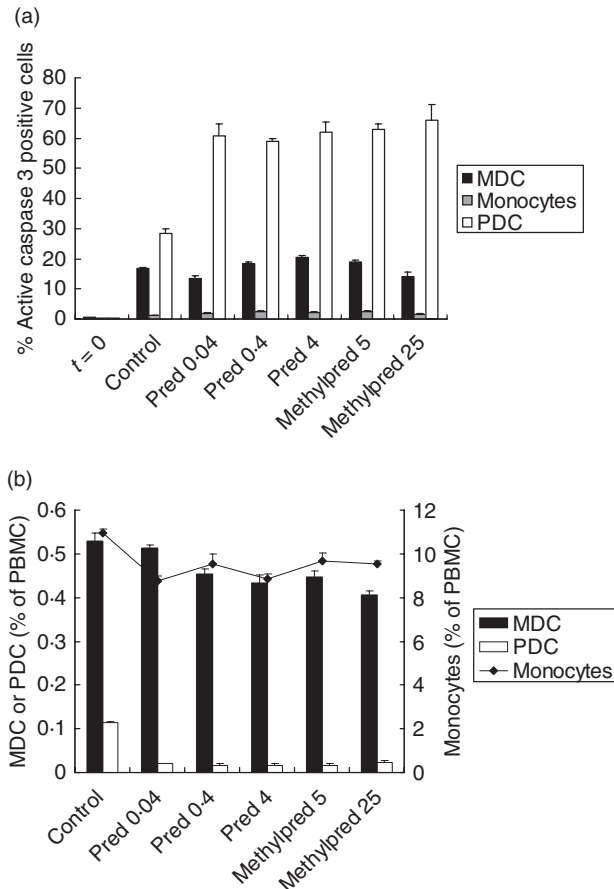 (a)
80
70
60
50
40
30
20
10
0
% Active caspase 3 positive cells
t = 0
Control
Pred 0·04
Pred 0·4
Pred 4
Methylpred 5
Methylpred 25
MDC
Monocytes
PDC
(b)
0·6
0·5
0·4
0·3
0·2
0·1
0
MDC or PDC (% of PBMC)
12
10
8
6
4
2
0
Monocytes (% of PBMC)
Control
Pred 0·04
Pred 0·4
Pred 4
Methylpred 5
Methylpred 25
MDC
PDC
Monocytes